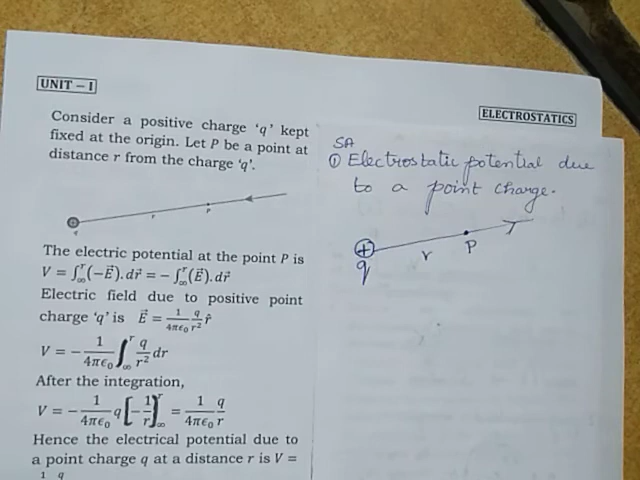 UNIT – I
Consider a positive charge ‘q’ kept
fixed at the origin. Let P be a point at
distance r from the charge ‘q’.
q r P
The electric potential at the point P is
V = ∫_∞^r (−E⃗). dr⃗ = − ∫_∞^r (E⃗). dr⃗
Electric field due to positive point
charge ‘q’ is E⃗ = 1/(4πϵ₀) q/r² r̂
V = − 1/(4πϵ₀) ∫_∞^r q/r² dr
After the integration,
V = − 1/(4πϵ₀) q [− 1/r]_∞^r = 1/(4πϵ₀) q/r
Hence the electrical potential due to
a point charge q at a distance r is V =
1 q
ELECTROSTATICS
SA
① Electrostatic potential due
to a point charge.
+ r P
q